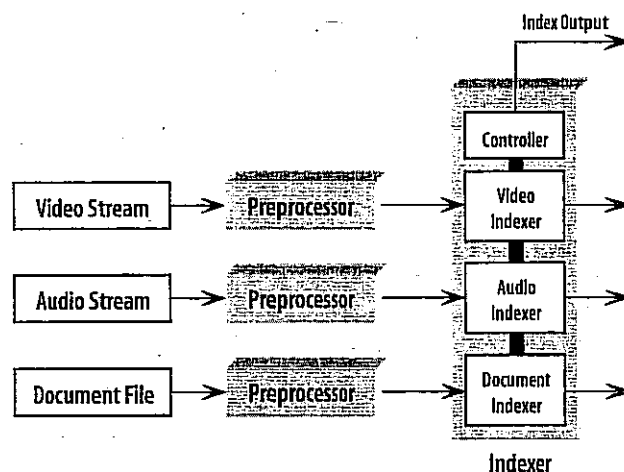 Index Output
Controller
Video Stream
Preprocessor
Video
Indexer
Audio Stream
Preprocessor
Audio
Indexer
Document File
Preprocessor
Document
Indexer
Indexer